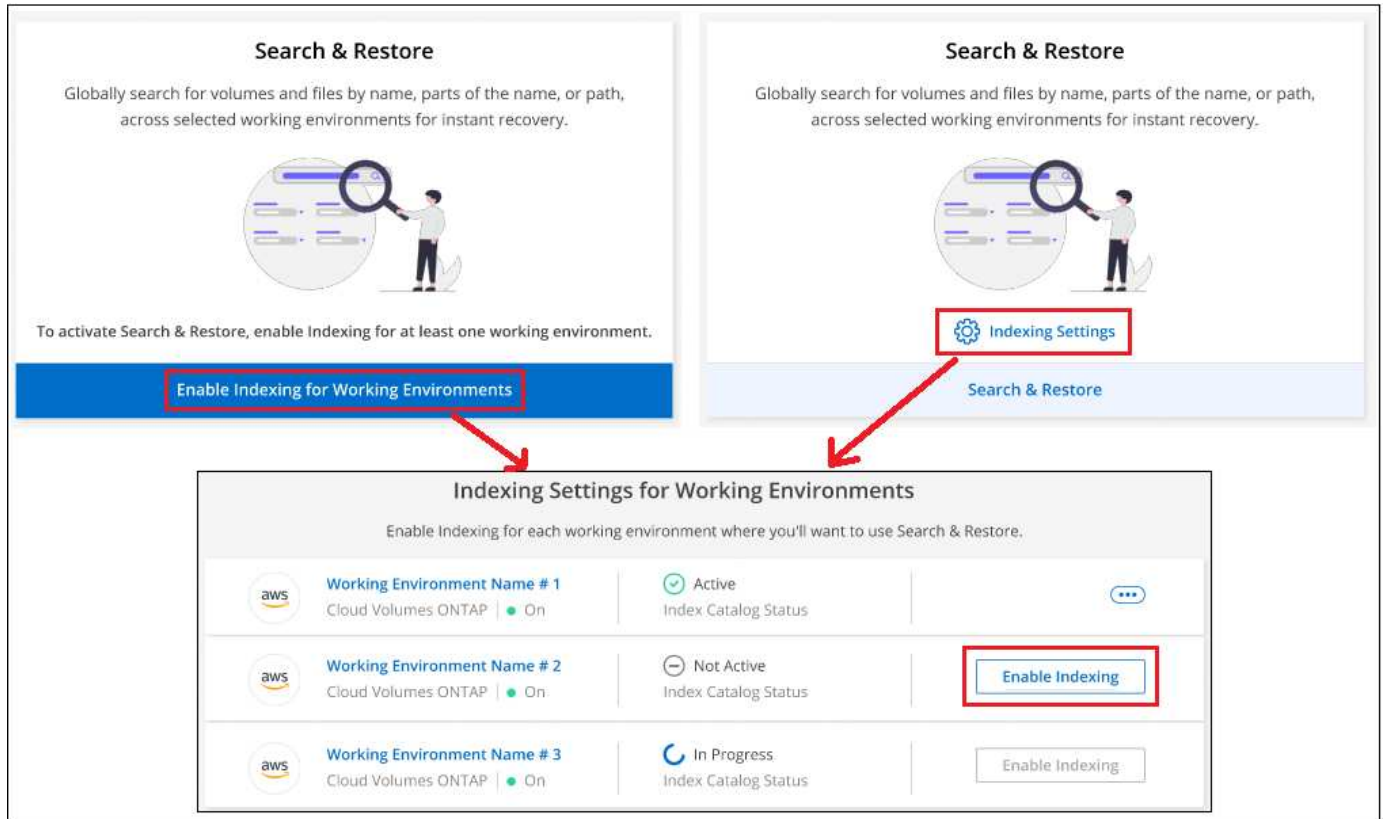 Search & Restore
Globally search for volumes and files by name, parts of the name, or path,
across selected working environments for instant recovery.
To activate Search & Restore, enable Indexing for at least one working environment.
Enable Indexing for Working Environments
Search & Restore
Globally search for volumes and files by name, parts of the name, or path,
across selected working environments for instant recovery.
Indexing Settings
Search & Restore
Indexing Settings for Working Environments
Enable Indexing for each working environment where you'll want to use Search & Restore.
aws
Working Environment Name # 1
Cloud Volumes ONTAP | On
Active
Index Catalog Status
aws
Working Environment Name # 2
Cloud Volumes ONTAP | On
Not Active
Index Catalog Status
Enable Indexing
aws
Working Environment Name # 3
Cloud Volumes ONTAP | On
In Progress
Index Catalog Status
Enable Indexing